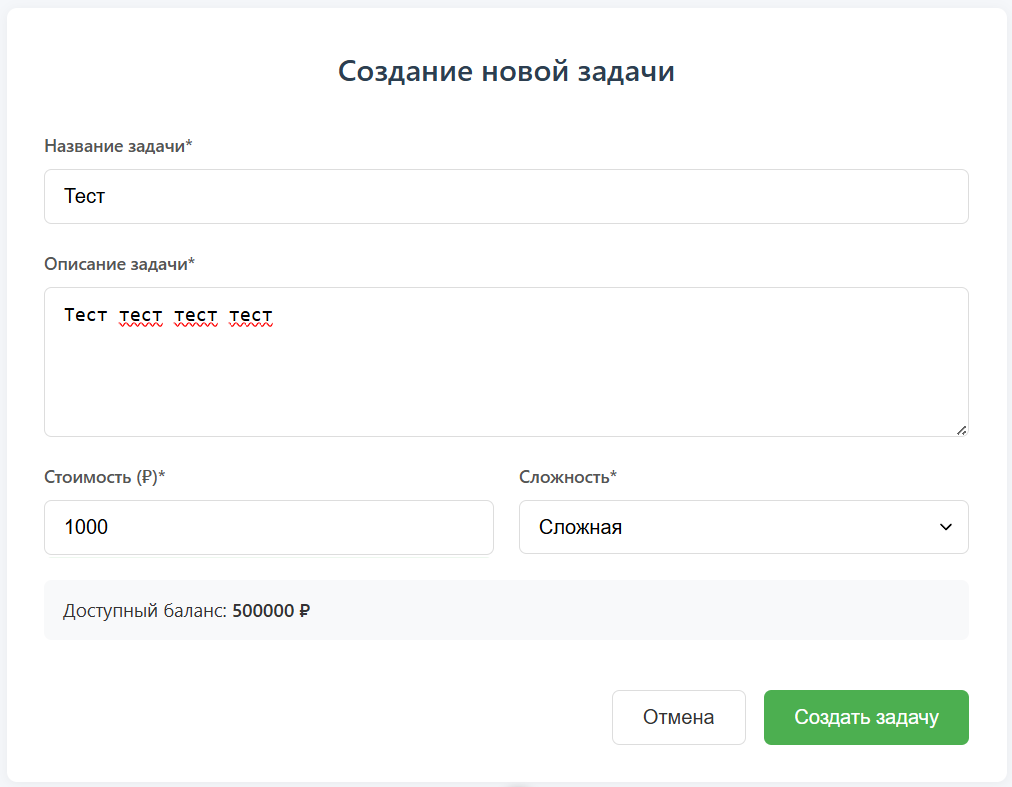 Создание новой задачи
Название задачи*
Тест
Описание задачи*
Тест тест тест тест
Стоимость (₽)*
Сложность*
1000
Сложная
Доступный баланс: 500000 ₽
Отмена
Создать задачу